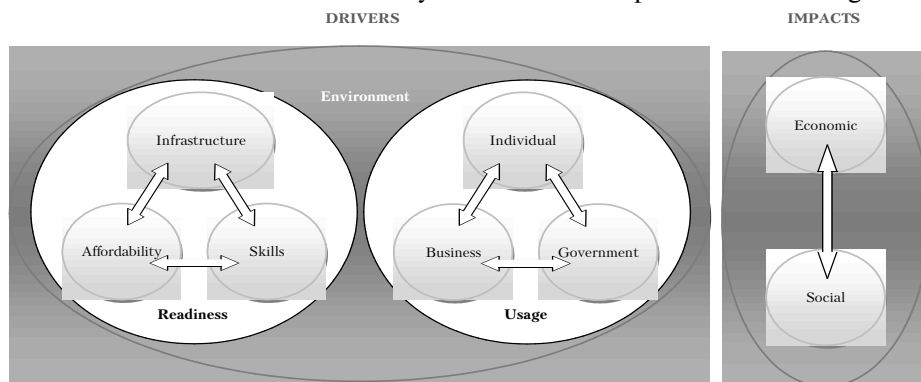 DRIVERS
IMPACTS
Environment
Infrastructure
Individual
Economic
Affordability
Skills
Business
Government
Social
Readiness
Usage